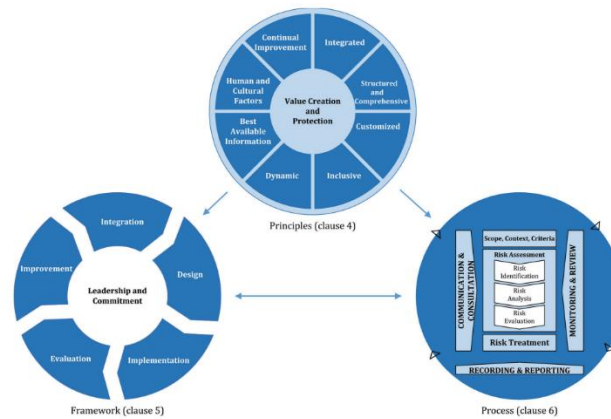 Continual
Improvement
Integrated
Human and
Cultural
Factors
Structured
and
Comprehensive
Value Creation
and
Protection
Best
Available
Information
Customized
Dynamic
Inclusive
Principles (clause 4)
Integration
Improvement
Design
Leadership and
Commitment
Evaluation
Implementation
Framework (clause 5)
Scope, Context, Criteria
Risk Assessment
Risk
Identification
Risk
Analysis
Risk
Evaluation
Risk Treatment
COMMUNICATION &
CONSULTATION
MONITORING & REVIEW
RECORDING & REPORTING
Process (clause 6)